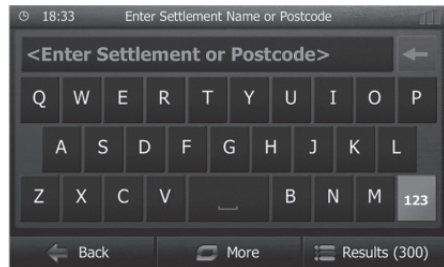 18:33 Enter Settlement Name or Postcode
<Enter Settlement or Postcode>
Q W E R T Y U I O P
A S D F G H J K L
Z X C V B N M 123
Back More Results (300)